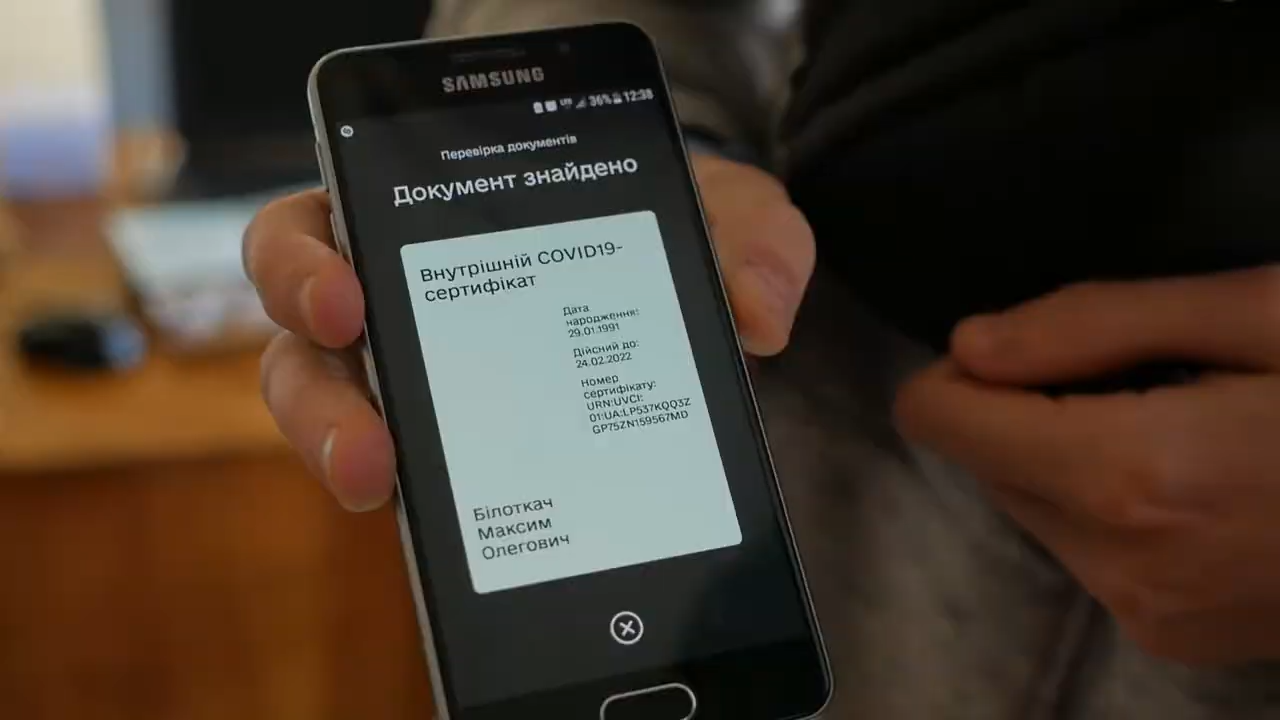 SAMSUNG
36% 12:38
Перевірка документів
Документ знайдено
Внутрішній COVID19-
сертифікат
Дата
народження:
29.01.1991
Дійсний до:
24.02.2022
Номер
сертифікату:
URN:UVCI:
01:UA:LP537KQQ3Z
GP75ZN159567MD
Білоткач
Максим
Олегович